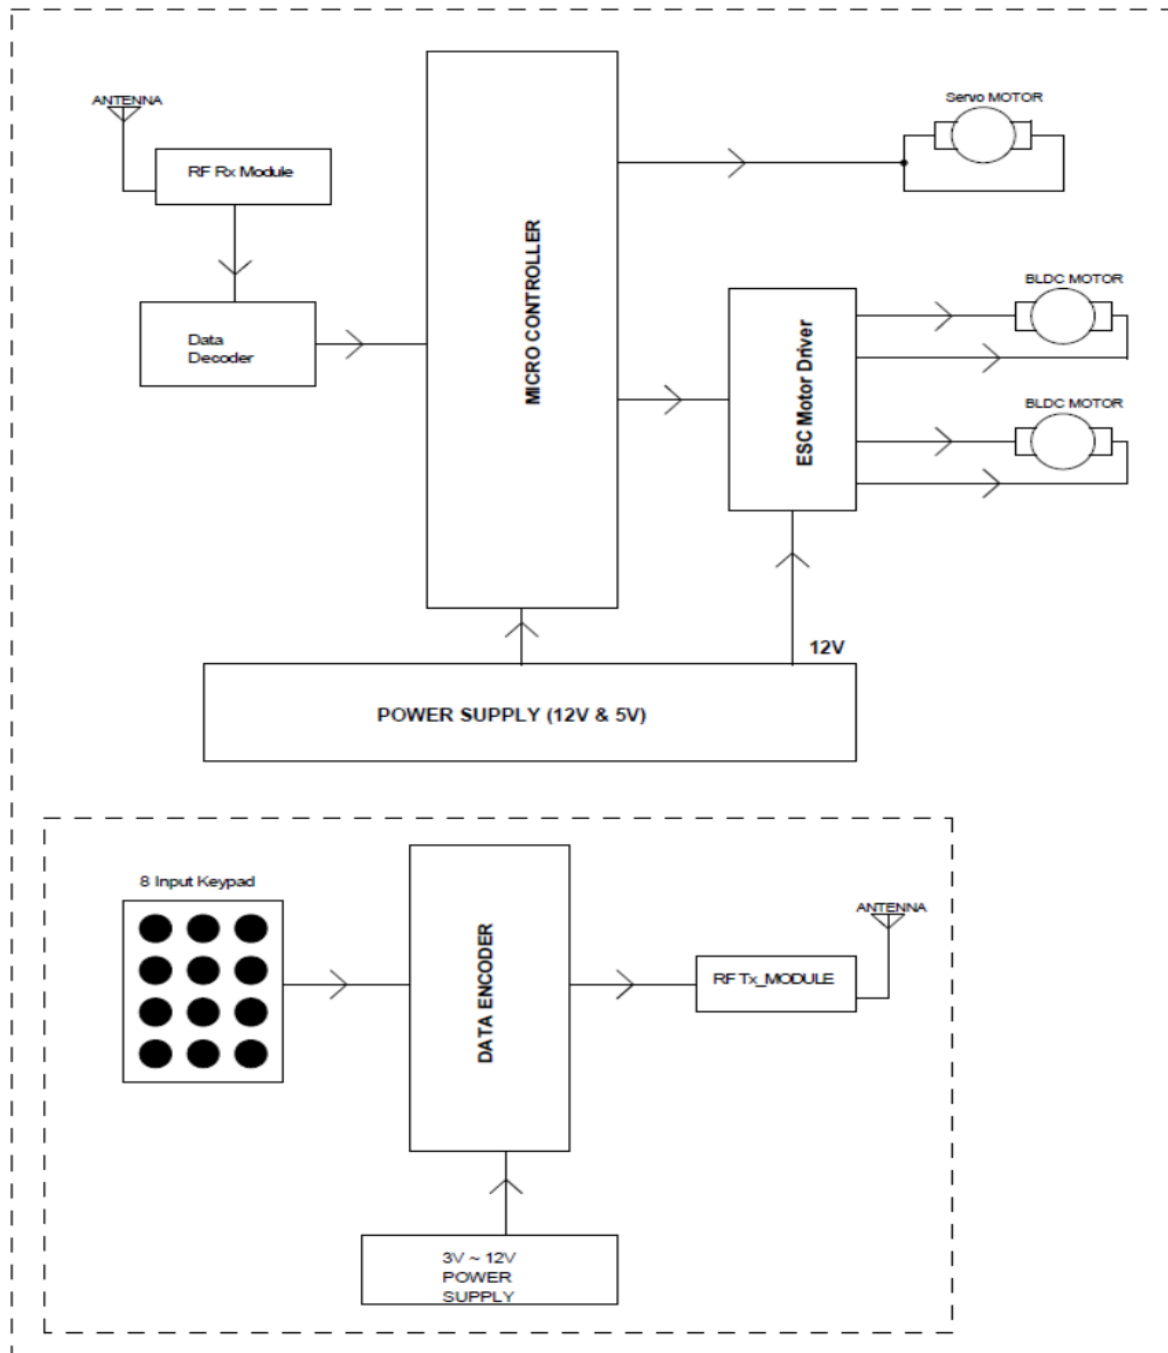 ANTENNA
RF Rx Module
Data
Decoder
MICRO CONTROLLER
Servo MOTOR
BLDC MOTOR
BLDC MOTOR
ESC Motor Driver
12V
POWER SUPPLY (12V & 5V)
8 Input Keypad
DATA ENCODER
ANTENNA
RF Tx_MODULE
3V ~ 12V
POWER
SUPPLY